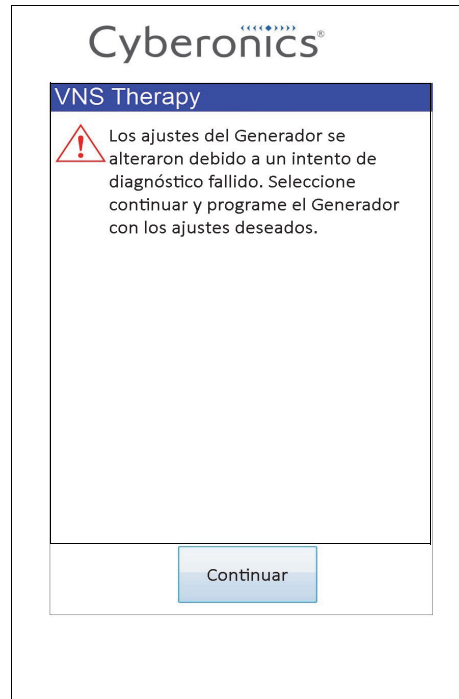 Cyberonics®
VNS Therapy
Los ajustes del Generador se
alteraron debido a un intento de
diagnóstico fallido. Seleccione
continuar y programe el Generador
con los ajustes deseados.
Continuar